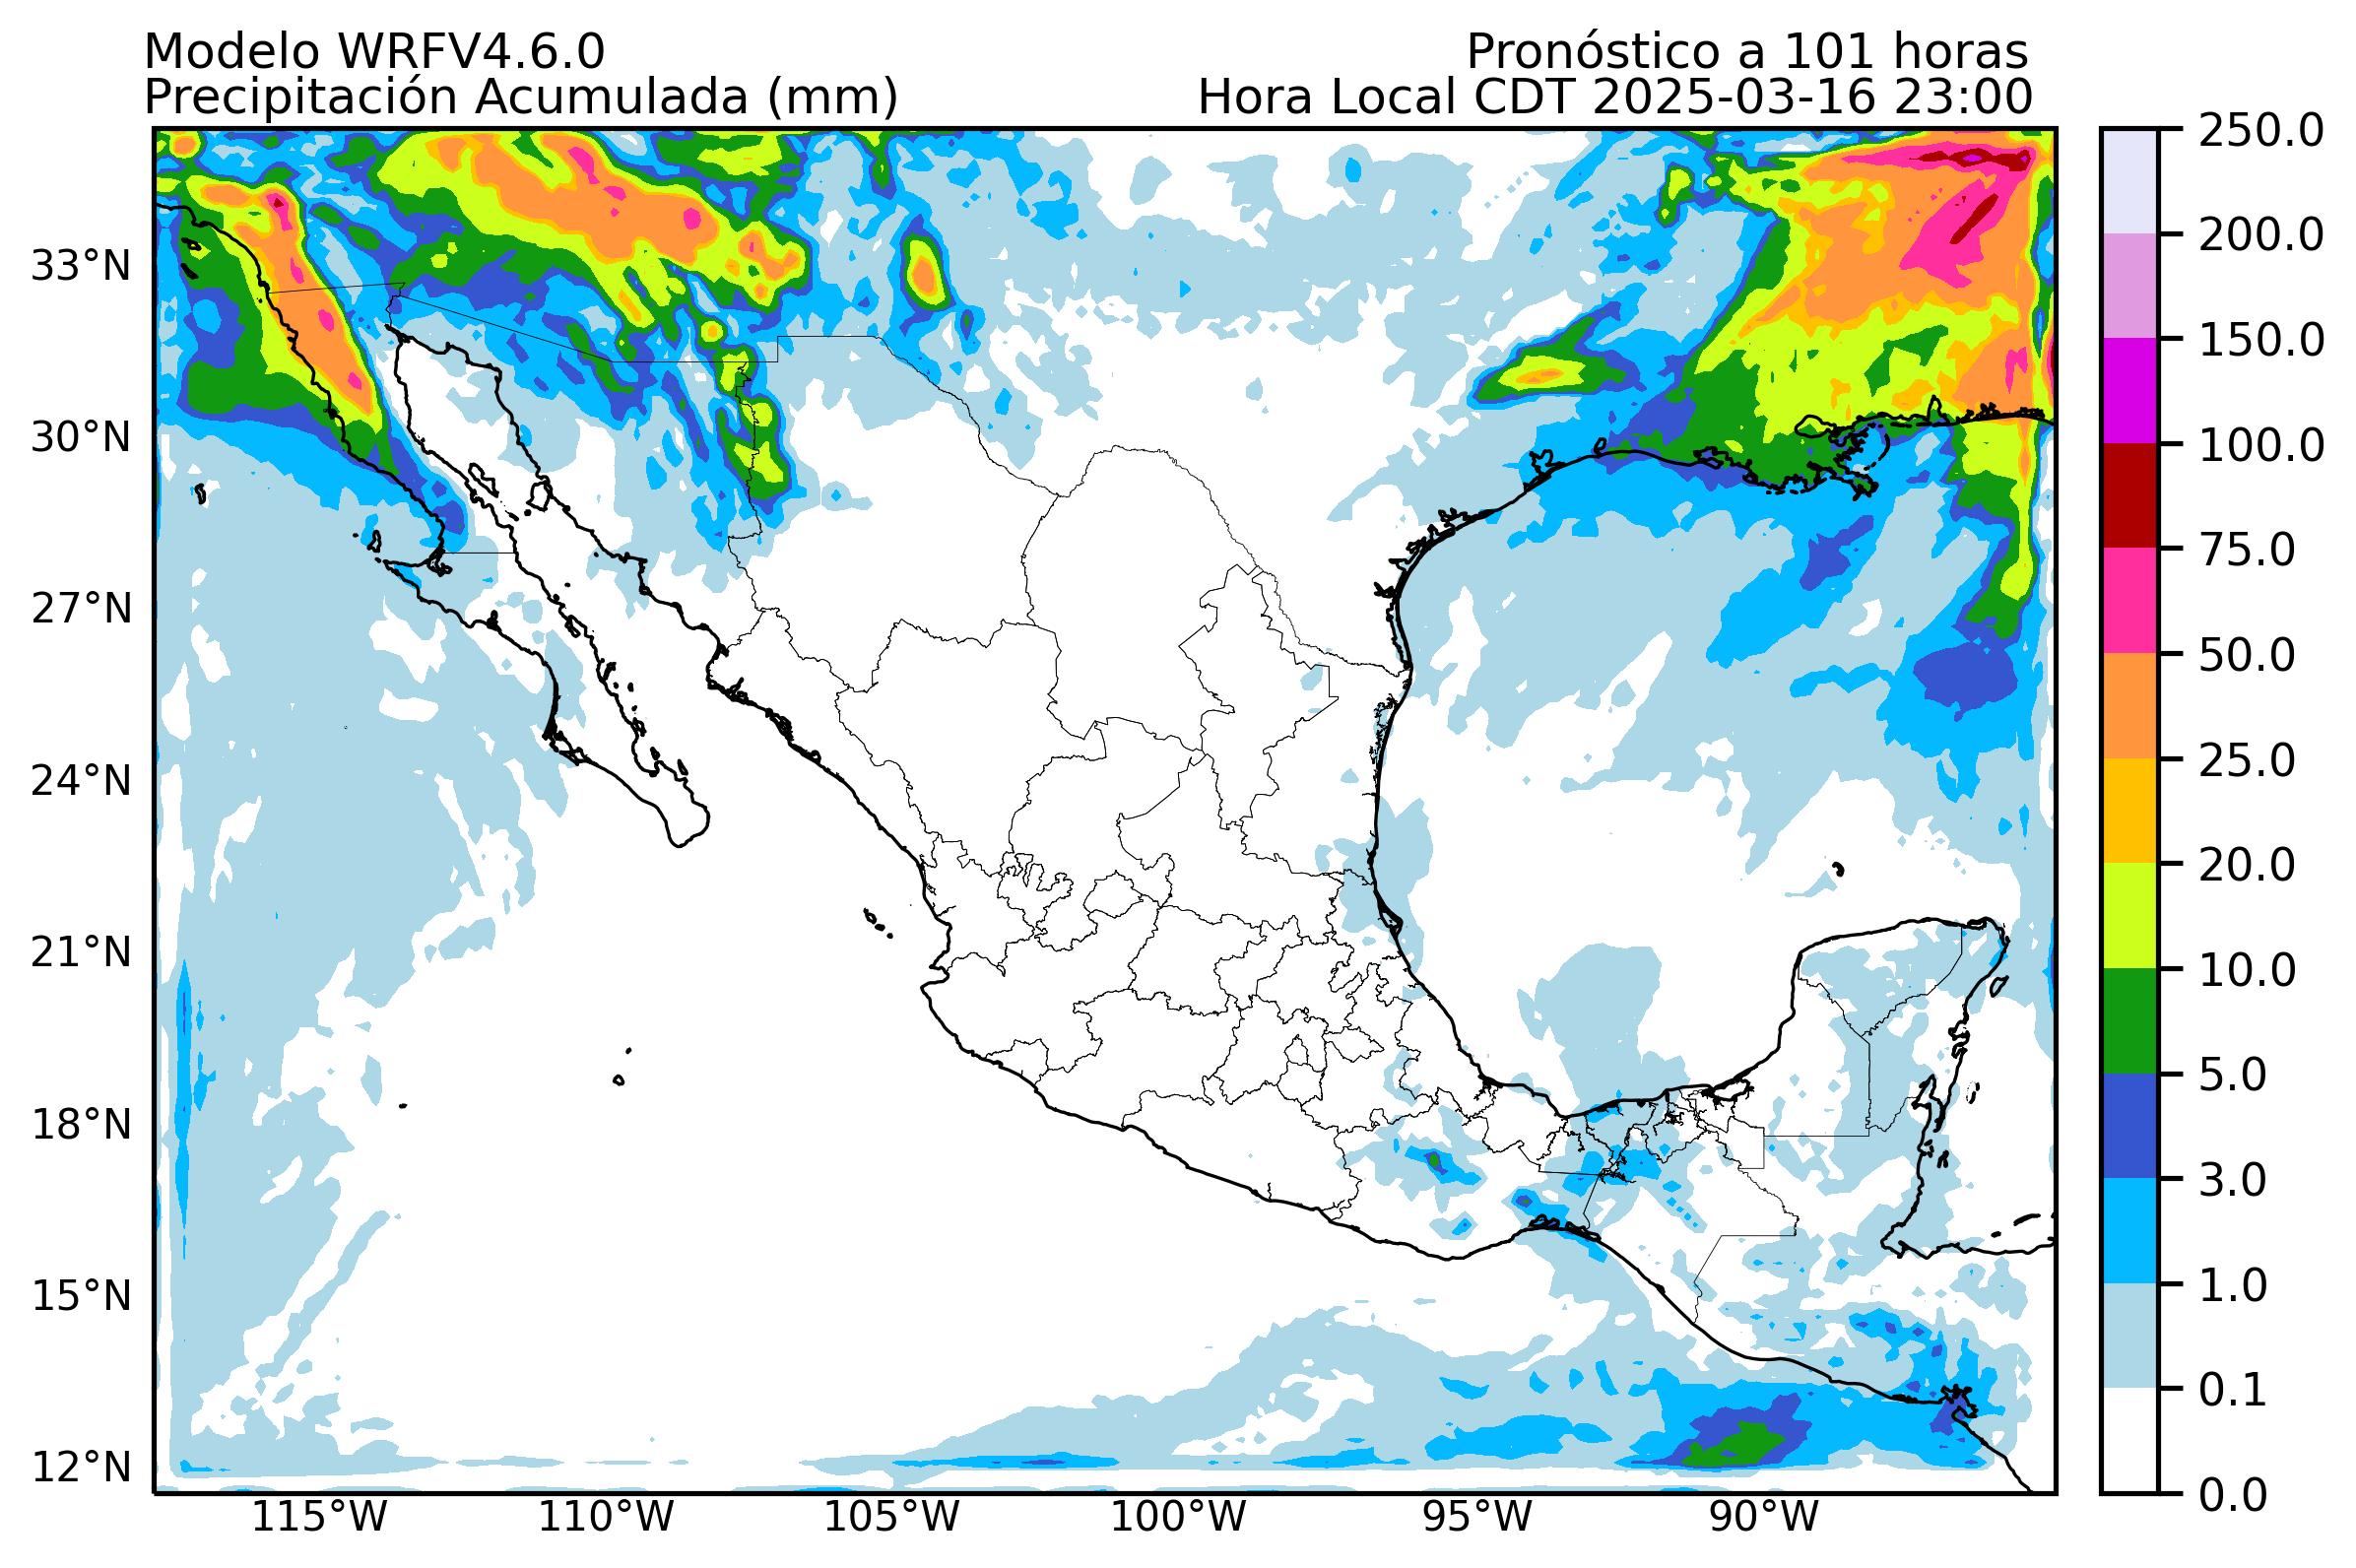 Modelo WRFV4.6.0
Pronóstico a 101 horas
Precipitación Acumulada (mm)
Hora Local CDT 2025-03-16 23:00
33°N
30°N
27°N
24°N
21°N
18°N
15°N
12°N
115°W
110°W
105°W
100°W
95°W
90°W
250.0
200.0
150.0
100.0
75.0
50.0
25.0
20.0
10.0
5.0
3.0
1.0
0.1
0.0